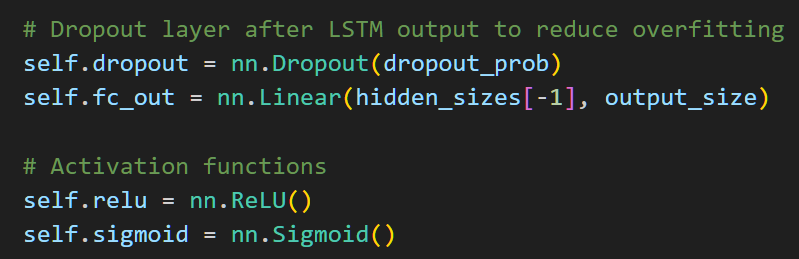 # Dropout layer after LSTM output to reduce overfitting
self.dropout = nn.Dropout(dropout_prob)
self.fc_out = nn.Linear(hidden_sizes[-1], output_size)
# Activation functions
self.relu = nn.ReLU()
self.sigmoid = nn.Sigmoid()